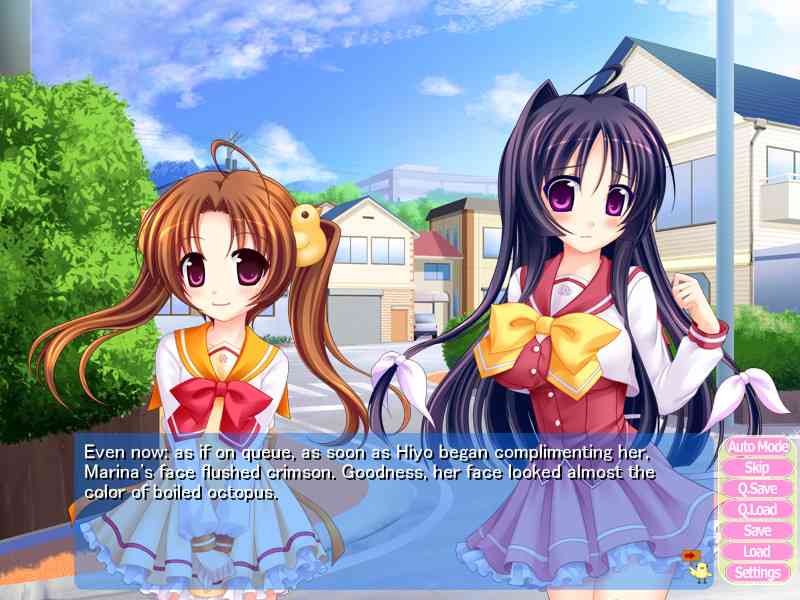 Even now: as if on queue, as soon as Hiyo began complimenting her,
Marina's face flushed crimson. Goodness, her face looked almost the
color of boiled octopus.
Auto Mode
Skip
Q.Save
Q.Load
Save
Load
Settings